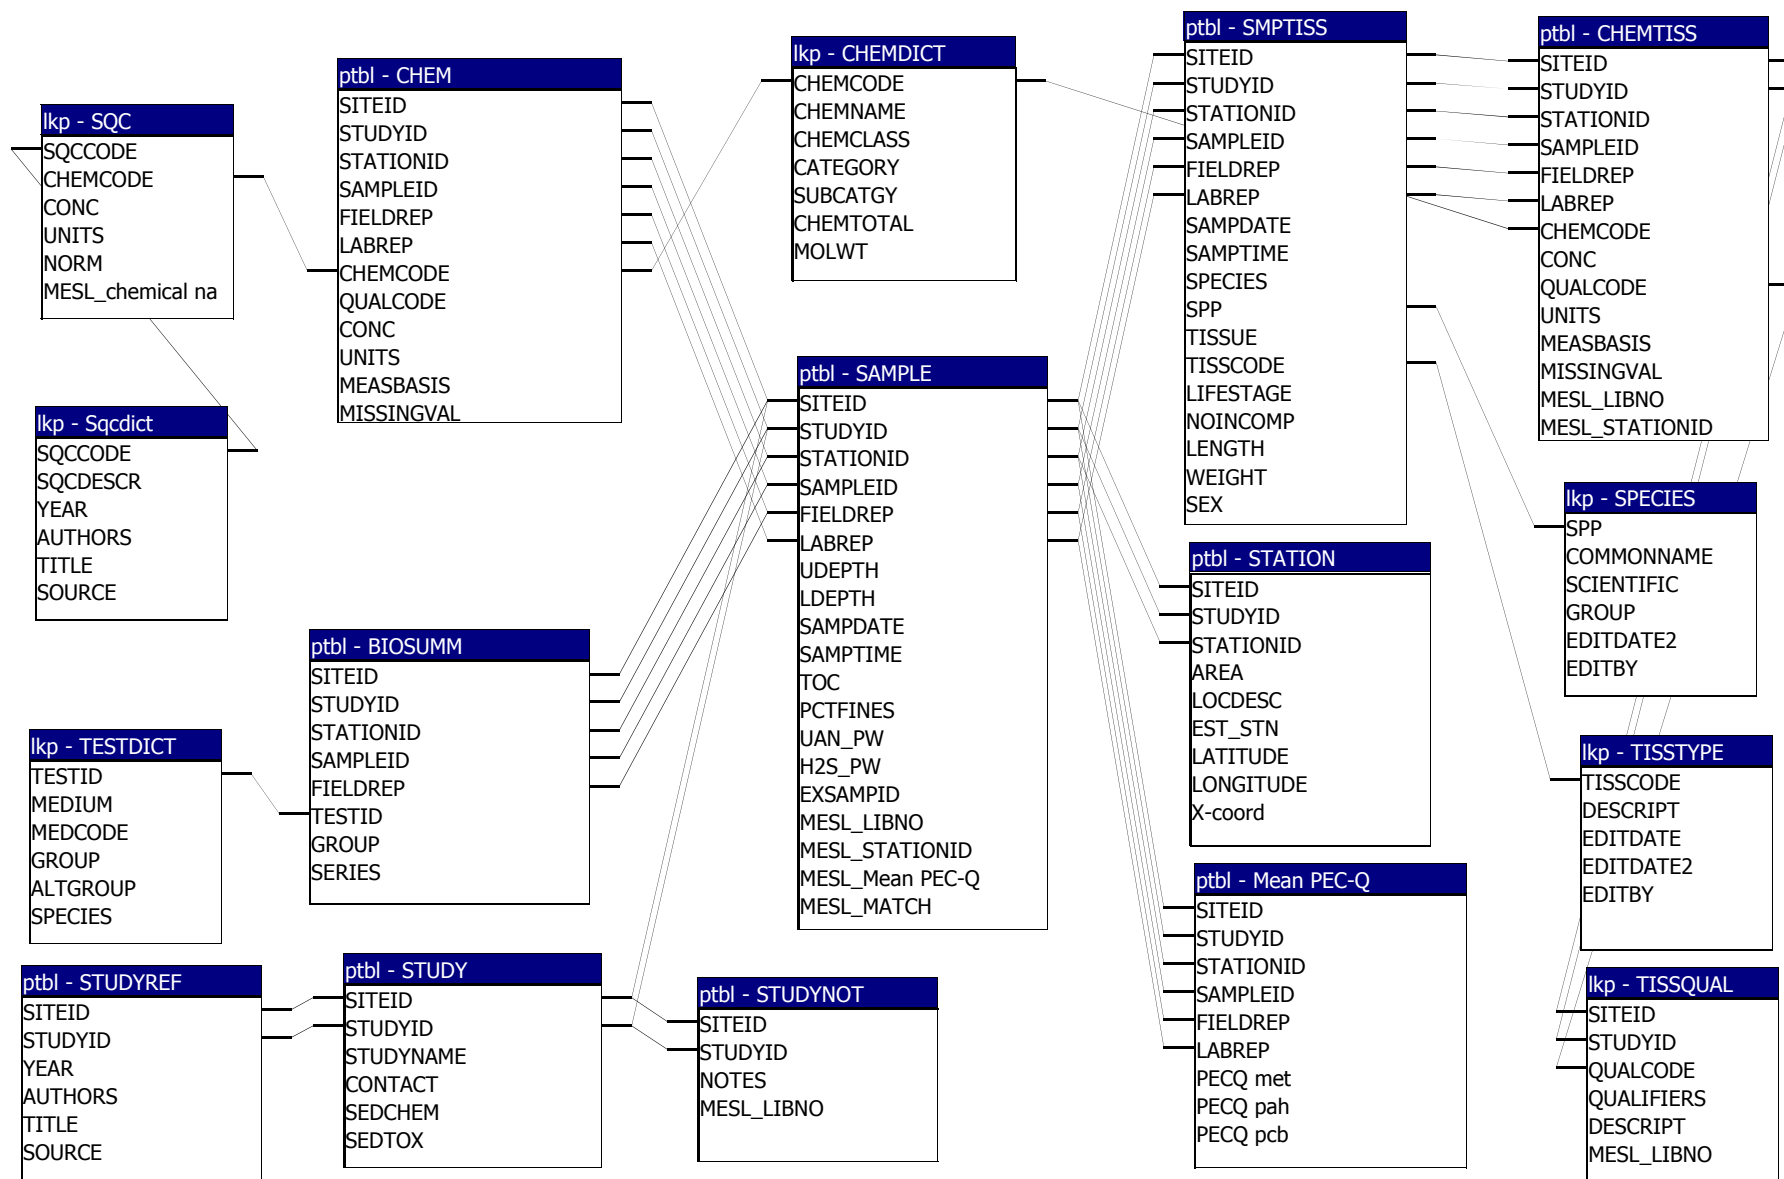 lkp - SQC
SQCCODE
CHEMCODE
CONC
UNITS
NORM
MESL_chemical na
lkp - Sqcdict
SQCCODE
SQCDESCR
YEAR
AUTHORS
TITLE
SOURCE
lkp - TESTDICT
TESTID
MEDIUM
MEDCODE
GROUP
ALTGROUP
SPECIES
ptbl - STUDYREF
SITEID
STUDYID
YEAR
AUTHORS
TITLE
SOURCE
ptbl - CHEM
SITEID
STUDYID
STATIONID
SAMPLEID
FIELDREP
LABREP
CHEMCODE
QUALCODE
CONC
UNITS
MEASBASIS
MISSINGVAL
ptbl - BIOSUMM
SITEID
STUDYID
STATIONID
SAMPLEID
FIELDREP
TESTID
GROUP
SERIES
ptbl - STUDY
SITEID
STUDYID
STUDYNAME
CONTACT
SEDCHEM
SEDTOX
lkp - CHEMDICT
CHEMCODE
CHEMNAME
CHEMCLASS
CATEGORY
SUBCATGY
CHEMTOTAL
MOLWT
ptbl - SAMPLE
SITEID
STUDYID
STATIONID
SAMPLEID
FIELDREP
LABREP
UDEPTH
LDEPTH
SAMPDATE
SAMPTIME
TOC
PCTFINES
UAN_PW
H2S_PW
EXSAMPID
MESL_LIBNO
MESL_STATIONID
MESL_Mean PEC-Q
MESL_MATCH
ptbl - STUDYNOT
SITEID
STUDYID
NOTES
MESL_LIBNO
ptbl - SMPTISS
SITEID
STUDYID
STATIONID
SAMPLEID
FIELDREP
LABREP
SAMPDATE
SAMPTIME
SPECIES
SPP
TISSUE
TISSCODE
LIFESTAGE
NOINCOMP
LENGTH
WEIGHT
SEX
ptbl - STATION
SITEID
STUDYID
STATIONID
AREA
LOCDESC
EST_STN
LATITUDE
LONGITUDE
X-coord
ptbl - Mean PEC-Q
SITEID
STUDYID
STATIONID
SAMPLEID
FIELDREP
LABREP
PECQ met
PECQ pah
PECQ pcb
ptbl - CHEMTISS
SITEID
STUDYID
STATIONID
SAMPLEID
FIELDREP
LABREP
CHEMCODE
CONC
QUALCODE
UNITS
MEASBASIS
MISSINGVAL
MESL_LIBNO
MESL_STATIONID
lkp - SPECIES
SPP
COMMONNAME
SCIENTIFIC
GROUP
EDITDATE2
EDITBY
lkp - TISSTYPE
TISSCODE
DESCRIPT
EDITDATE
EDITDATE2
EDITBY
lkp - TISSQUAL
SITEID
STUDYID
QUALCODE
QUALIFIERS
DESCRIPT
MESL_LIBNO